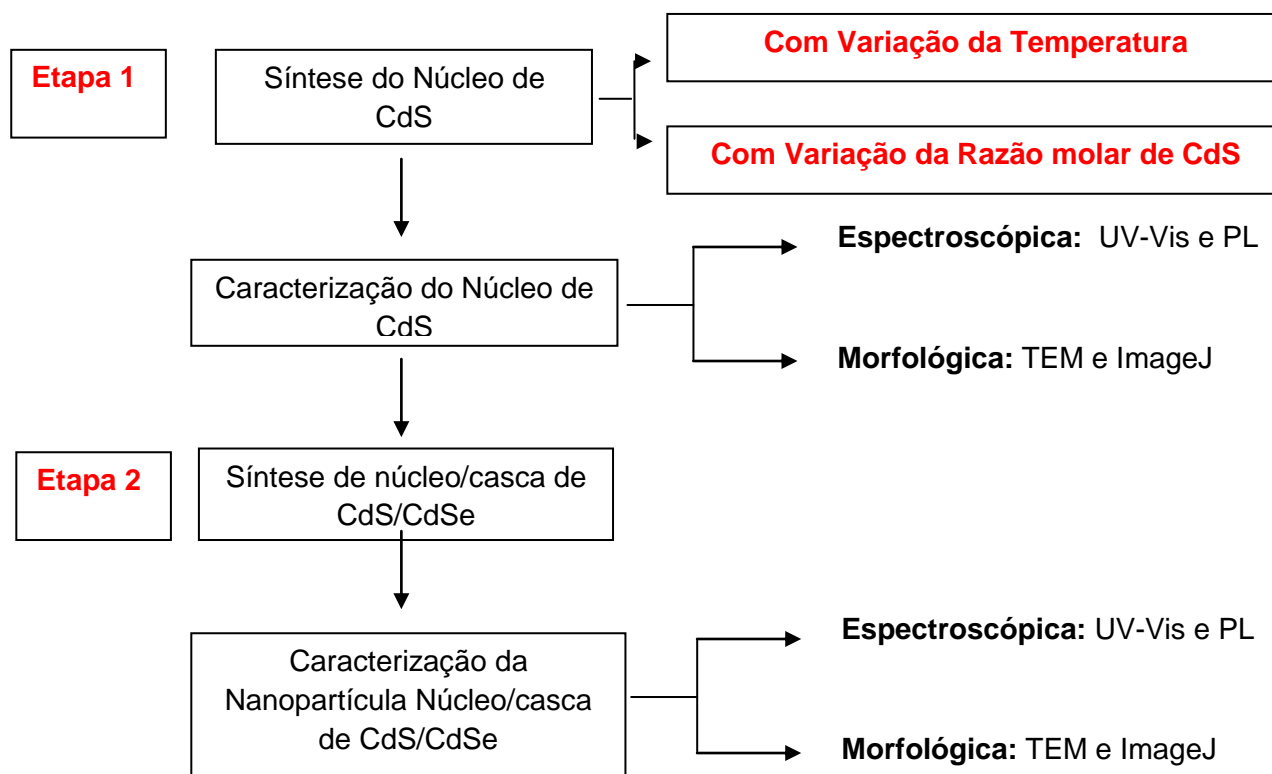 Etapa 1
Síntese do Núcleo de
CdS
Com Variação da Temperatura
Com Variação da Razão molar de CdS
Caracterização do Núcleo de
CdS
Espectroscópica: UV-Vis e PL
Morfológica: TEM e ImageJ
Etapa 2
Síntese de núcleo/casca de
CdS/CdSe
Caracterização da
Nanopartícula Núcleo/casca
de CdS/CdSe
Espectroscópica: UV-Vis e PL
Morfológica: TEM e ImageJ